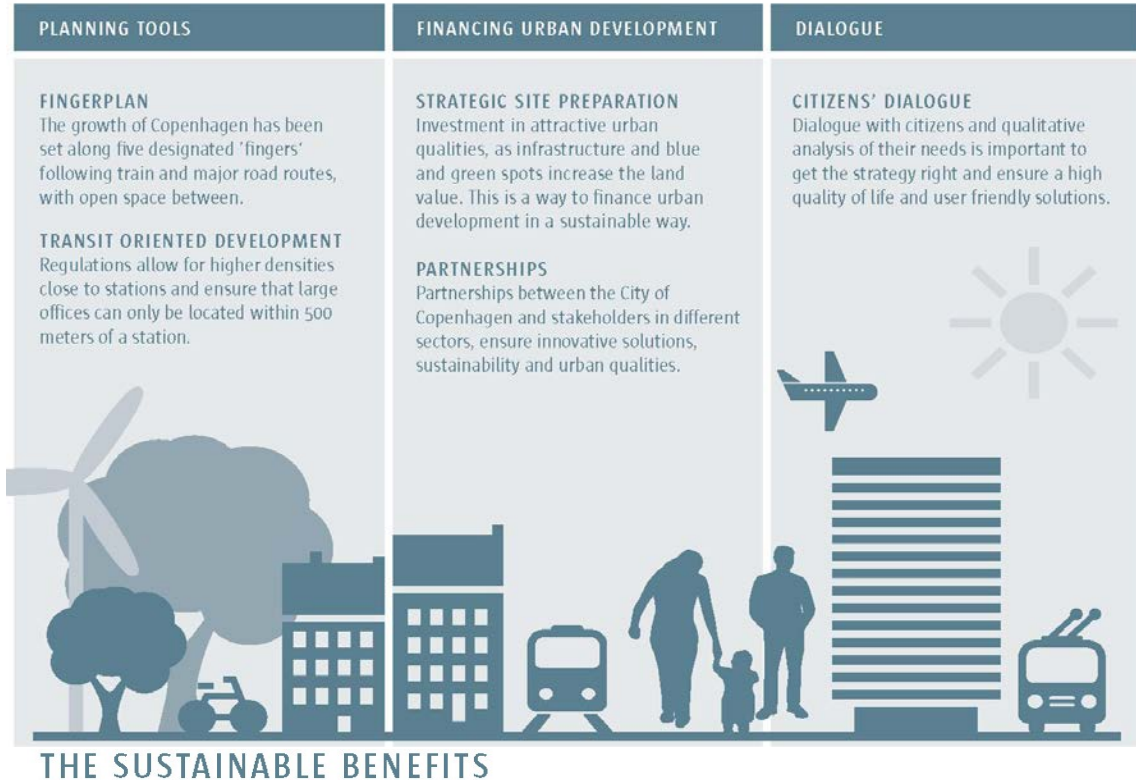 PLANNING TOOLS
FINGERPLAN
The growth of Copenhagen has been
set along five designated 'fingers'
following train and major road routes,
with open space between.
TRANSIT ORIENTED DEVELOPMENT
Regulations allow for higher densities
close to stations and ensure that large
offices can only be located within 500
meters of a station.
FINANCING URBAN DEVELOPMENT
STRATEGIC SITE PREPARATION
Investment in attractive urban
qualities, as infrastructure and blue
and green spots increase the land
value. This is a way to finance urban
development in a sustainable way.
PARTNERSHIPS
Partnerships between the City of
Copenhagen and stakeholders in different
sectors, ensure innovative solutions,
sustainability and urban qualities.
DIALOGUE
CITIZENS' DIALOGUE
Dialogue with citizens and qualitative
analysis of their needs is important to
get the strategy right and ensure a high
quality of life and user friendly solutions.
THE SUSTAINABLE BENEFITS